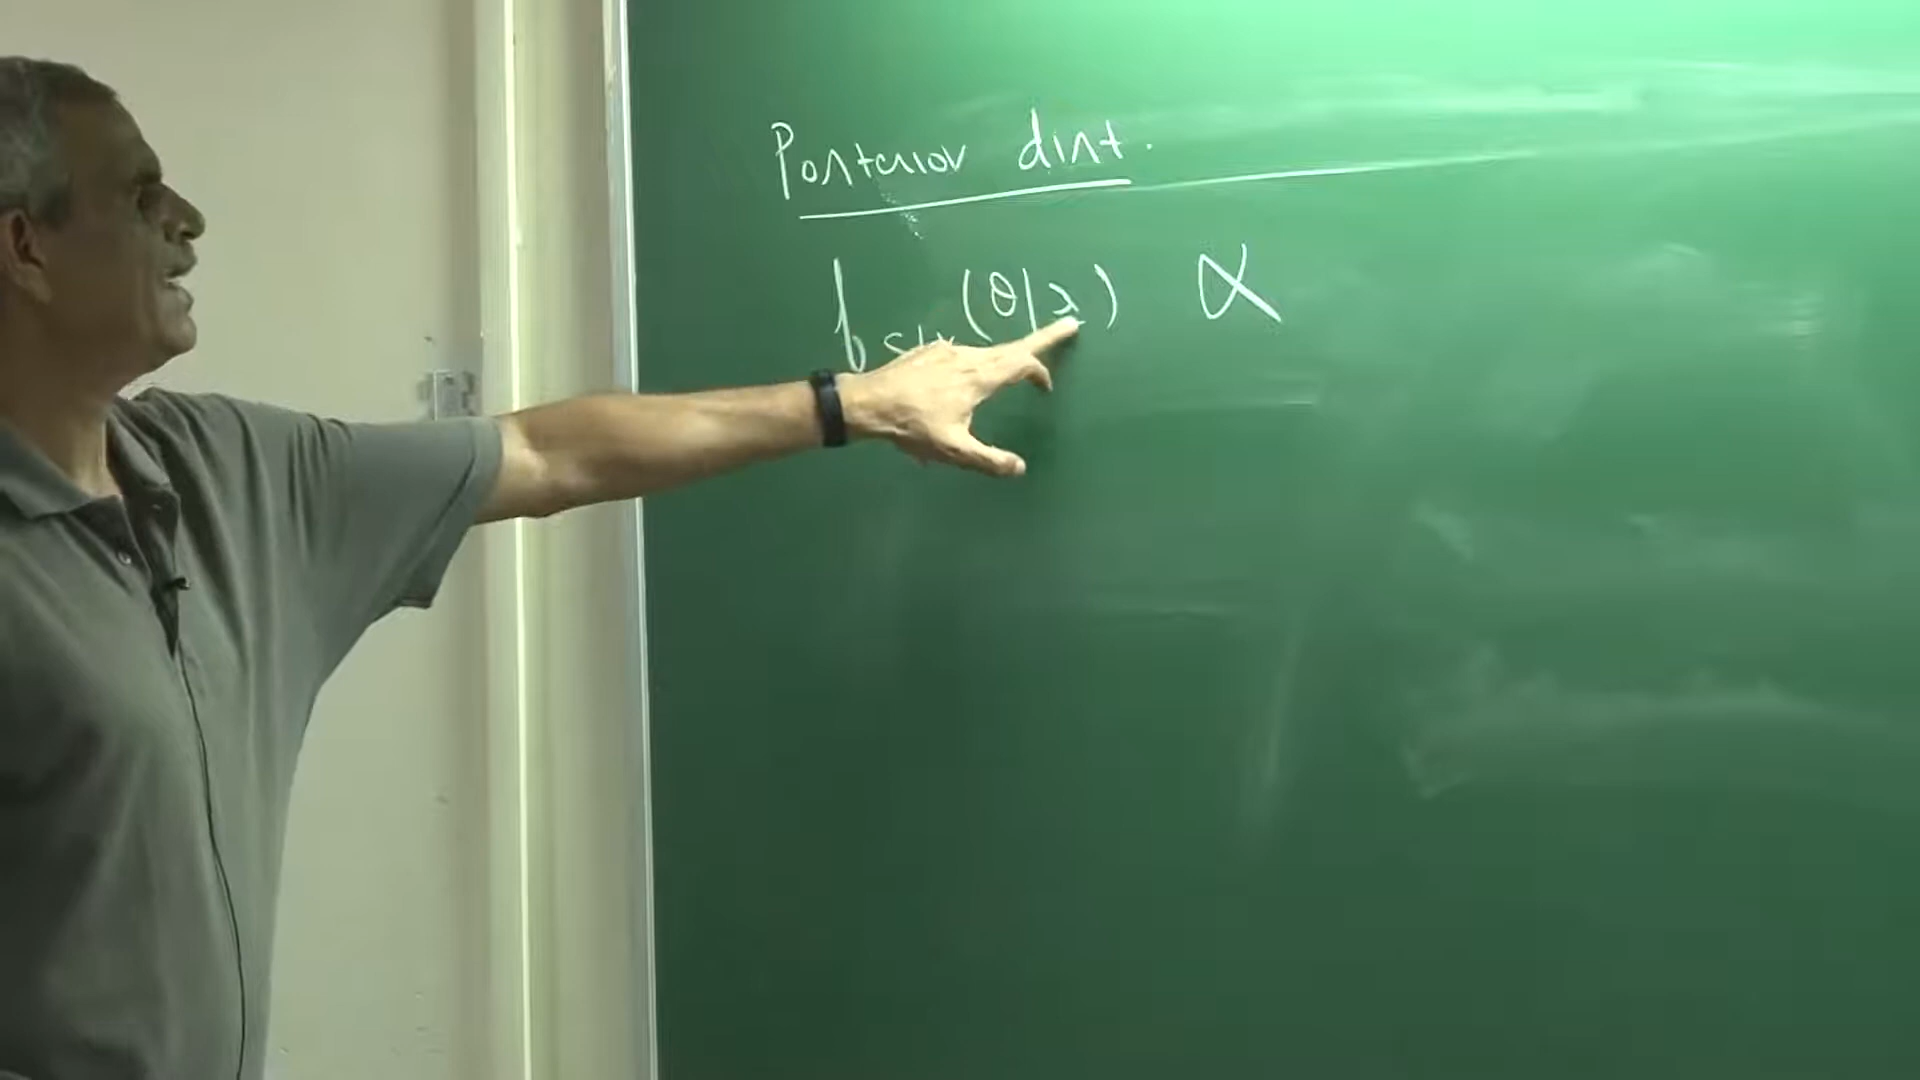 Posterior dist.
f (θ|x) ∝